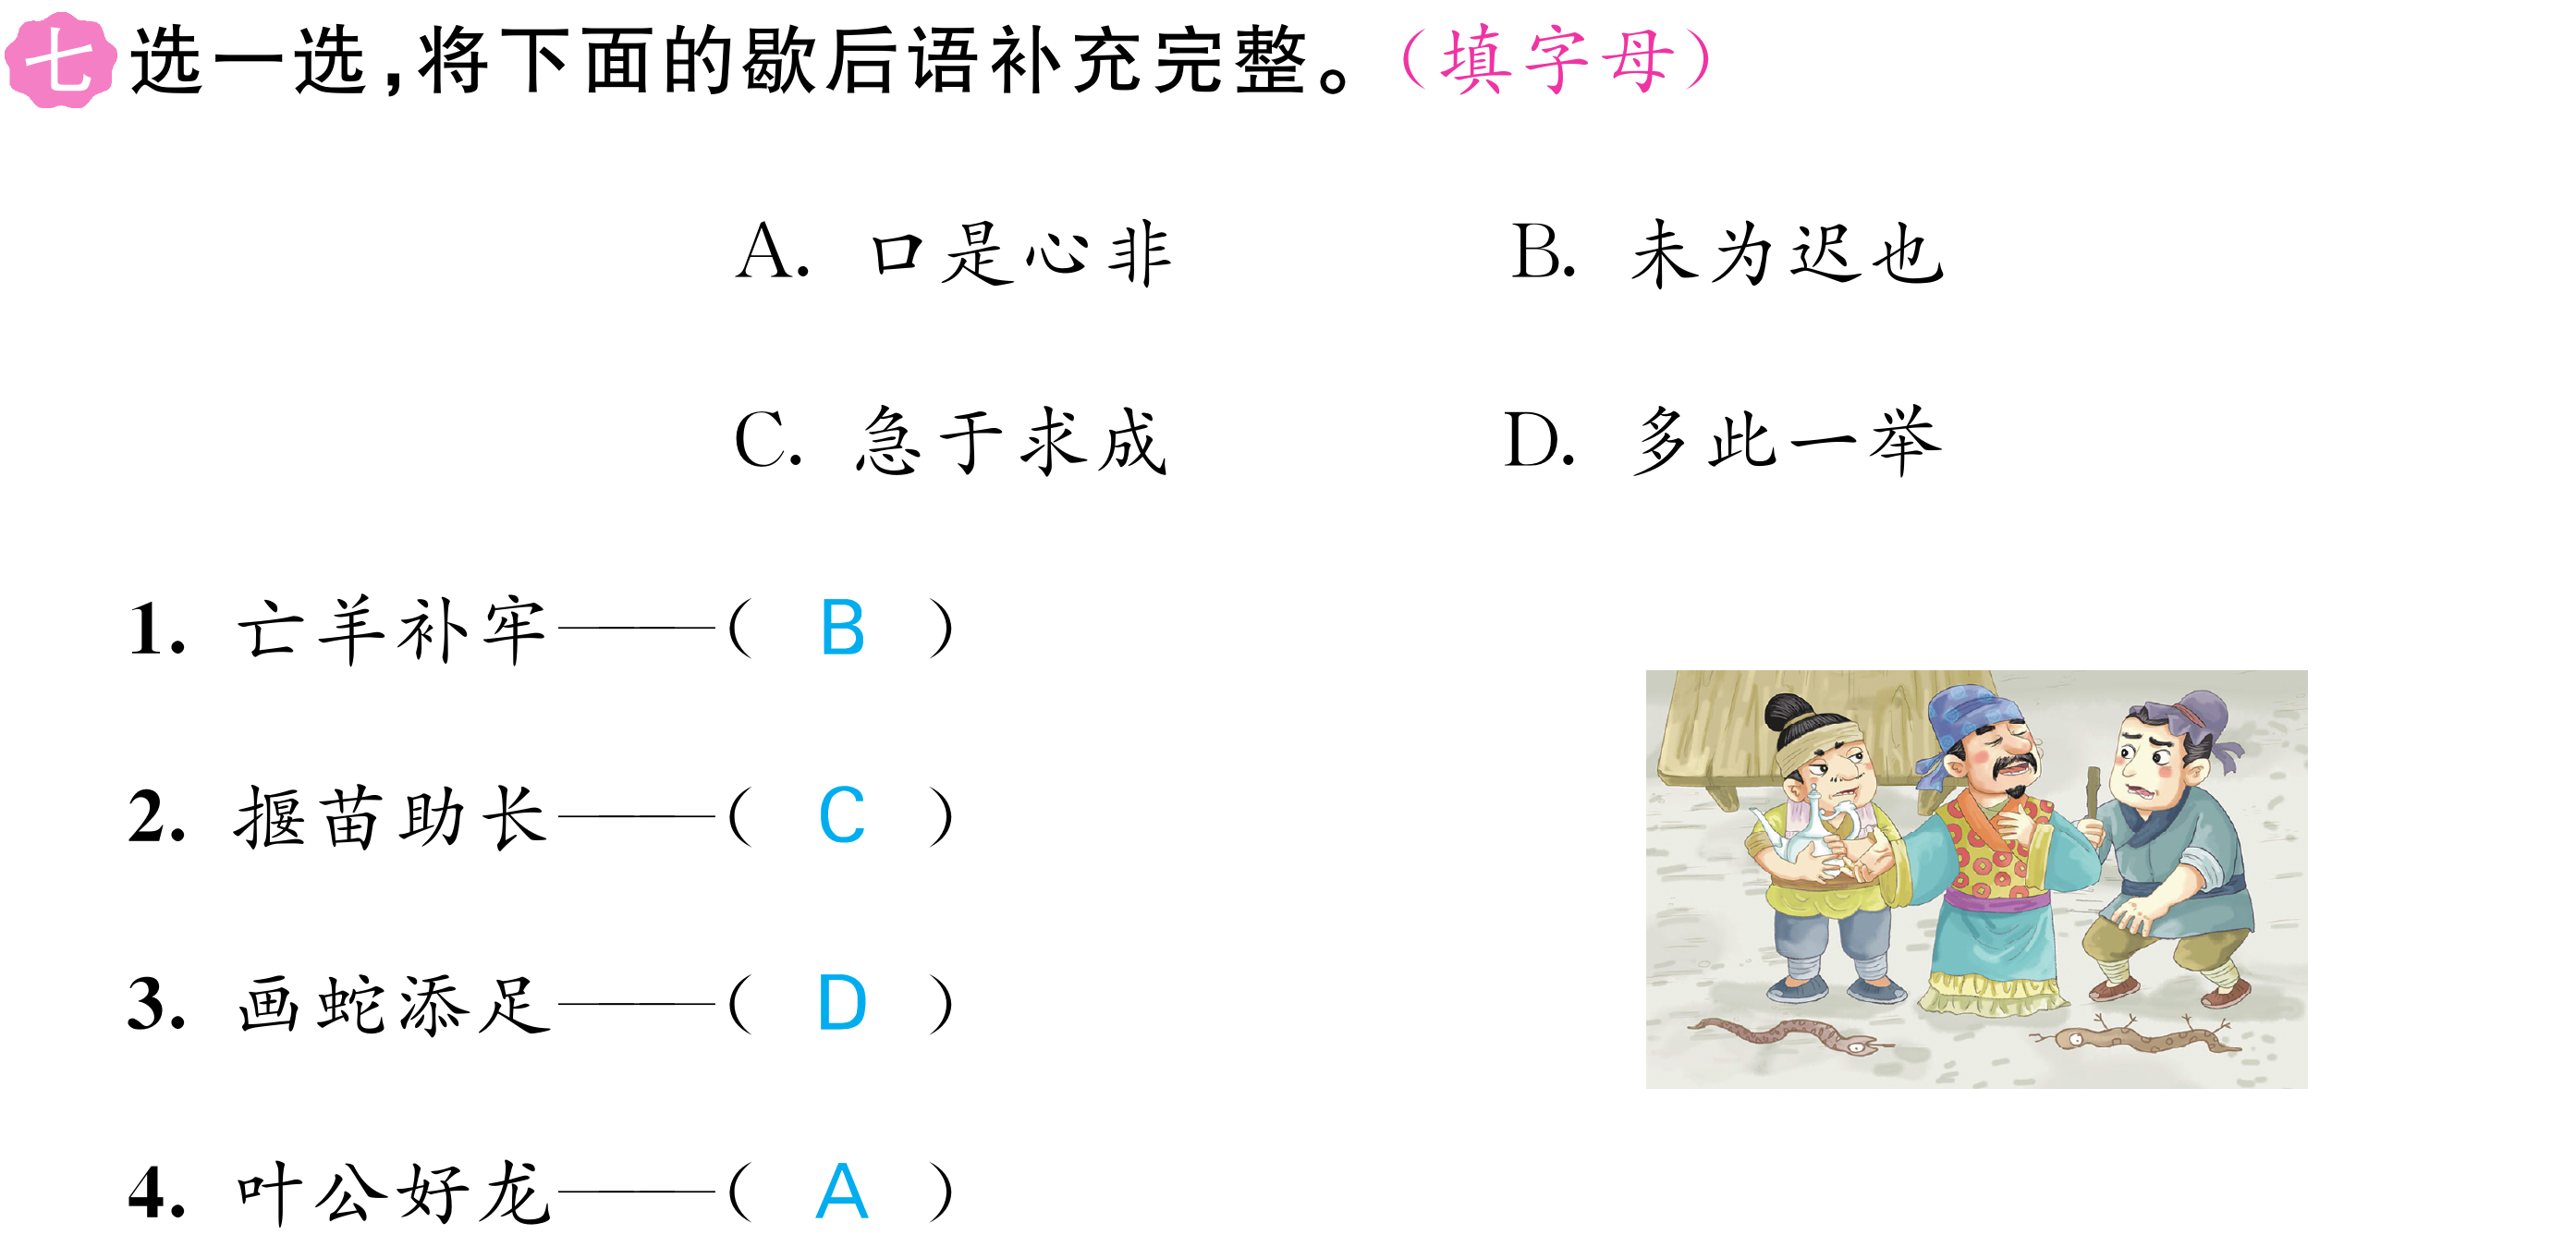 七 选一选,将下面的歇后语补充完整。(填字母)
A. 口是心非 B. 未为迟也
C. 急于求成 D. 多此一举
1. 亡羊补牢——( B )
2. 揠苗助长——( C )
3. 画蛇添足——( D )
4. 叶公好龙——( A )